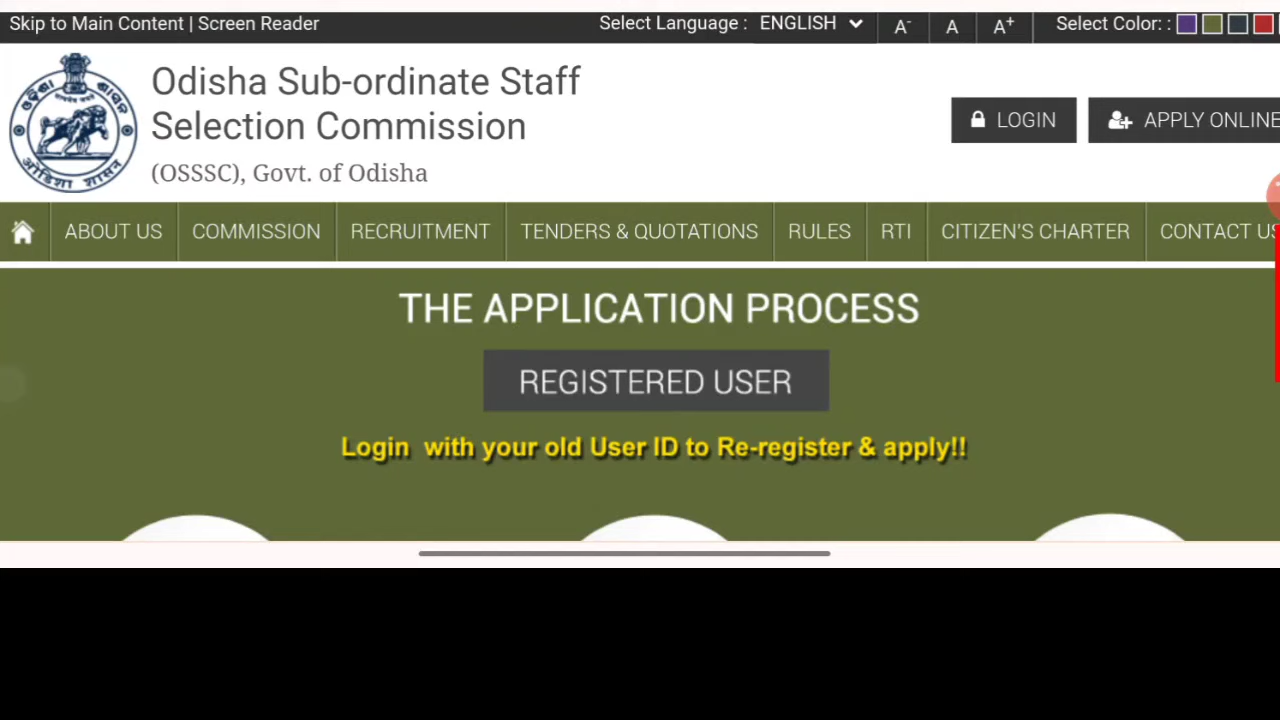 Skip to Main Content | Screen Reader
Select Language : ENGLISH A- A A+ Select Color: :
Odisha Sub-ordinate Staff
Selection Commission
(OSSSC), Govt. of Odisha
LOGIN
APPLY ONLINE
ABOUT US COMMISSION RECRUITMENT TENDERS & QUOTATIONS RULES RTI CITIZEN'S CHARTER CONTACT US
THE APPLICATION PROCESS
REGISTERED USER
Login with your old User ID to Re-register & apply!!